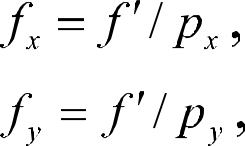 f_x = f' / p_x ,
f_y = f' / p_y ,